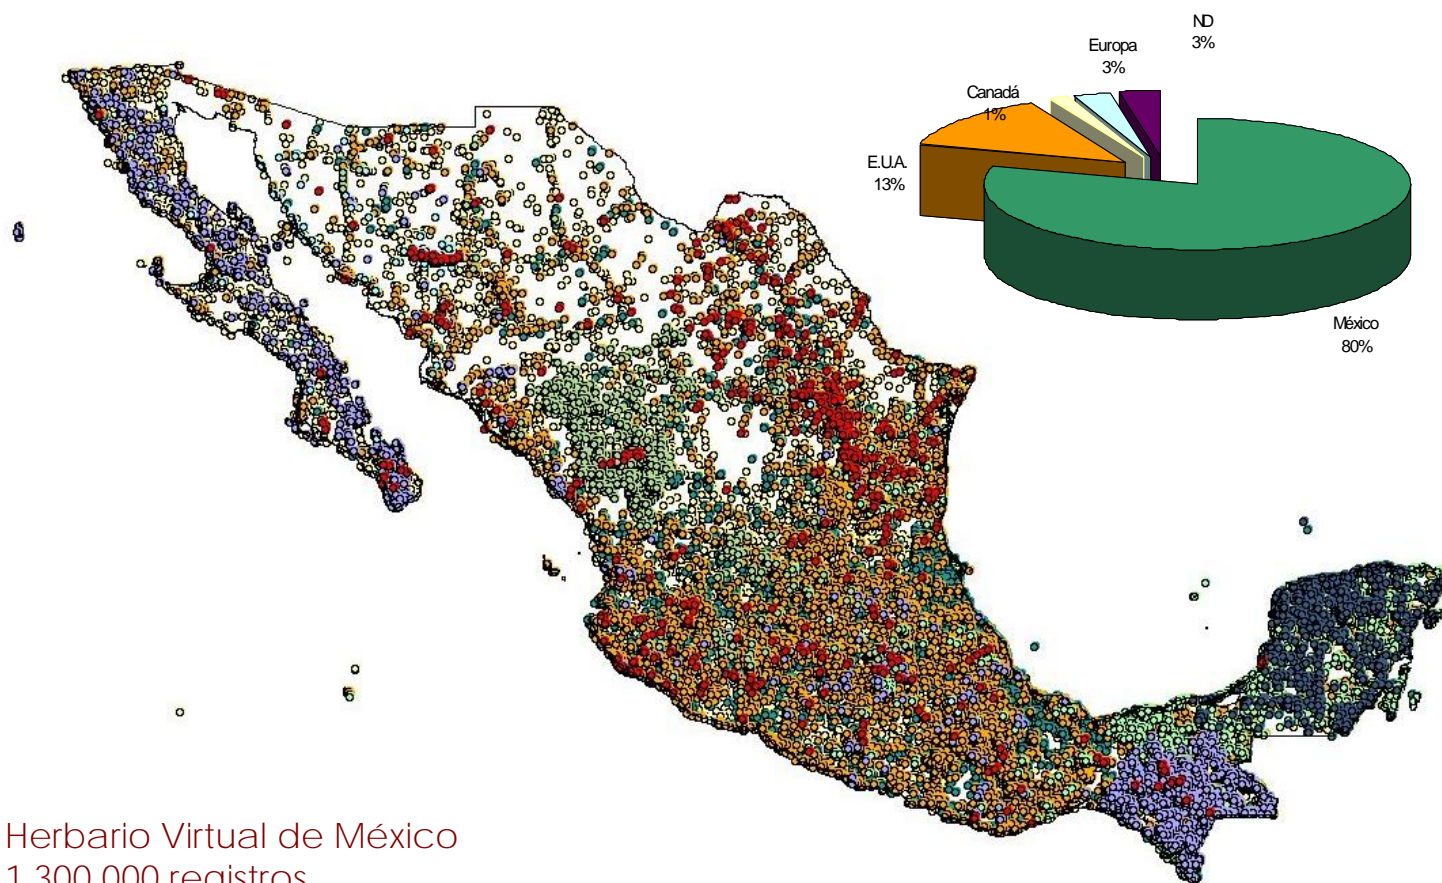 ND
3%
Europa
3%
Canadá
1%
E.U.A.
13%
México
80%
Herbario Virtual de México
1,300,000 registros